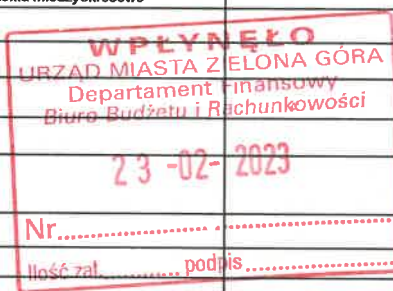 WPŁYNĘŁO
URZĄD MIASTA ZIELONA GÓRA
Departament Finansowy
Biuro Budżetu i Rachunkowości
23 -02- 2023
Nr..............................................
Ilość zał. ............. podpis .....................